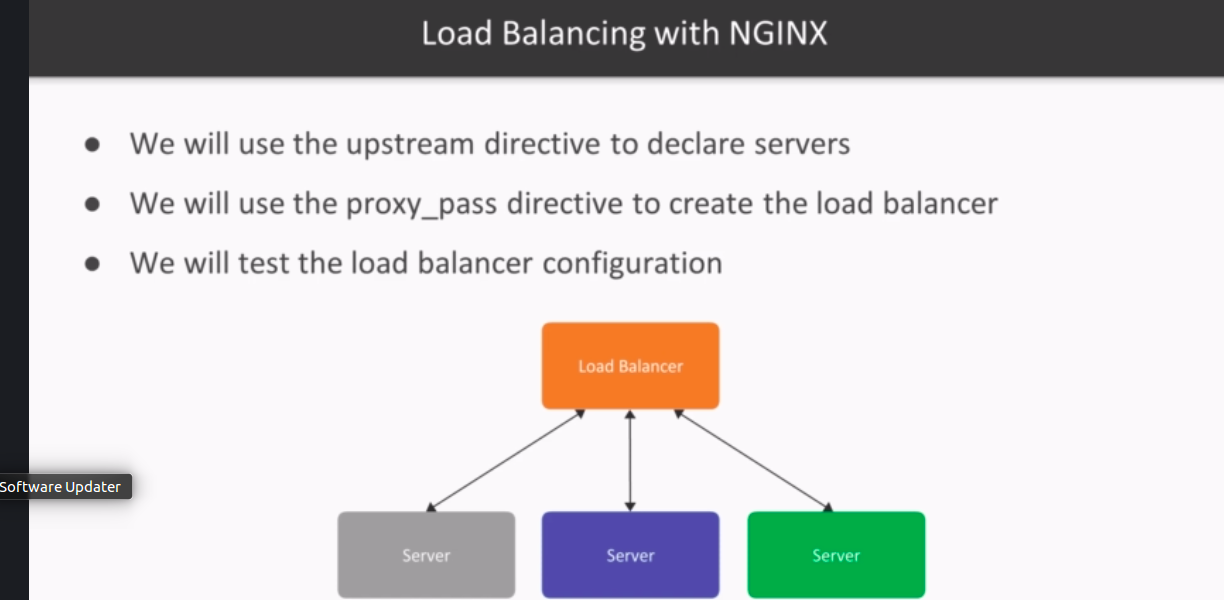 Load Balancing with NGINX
● We will use the upstream directive to declare servers
● We will use the proxy_pass directive to create the load balancer
● We will test the load balancer configuration
Load Balancer
Software Updater
Server
Server
Server